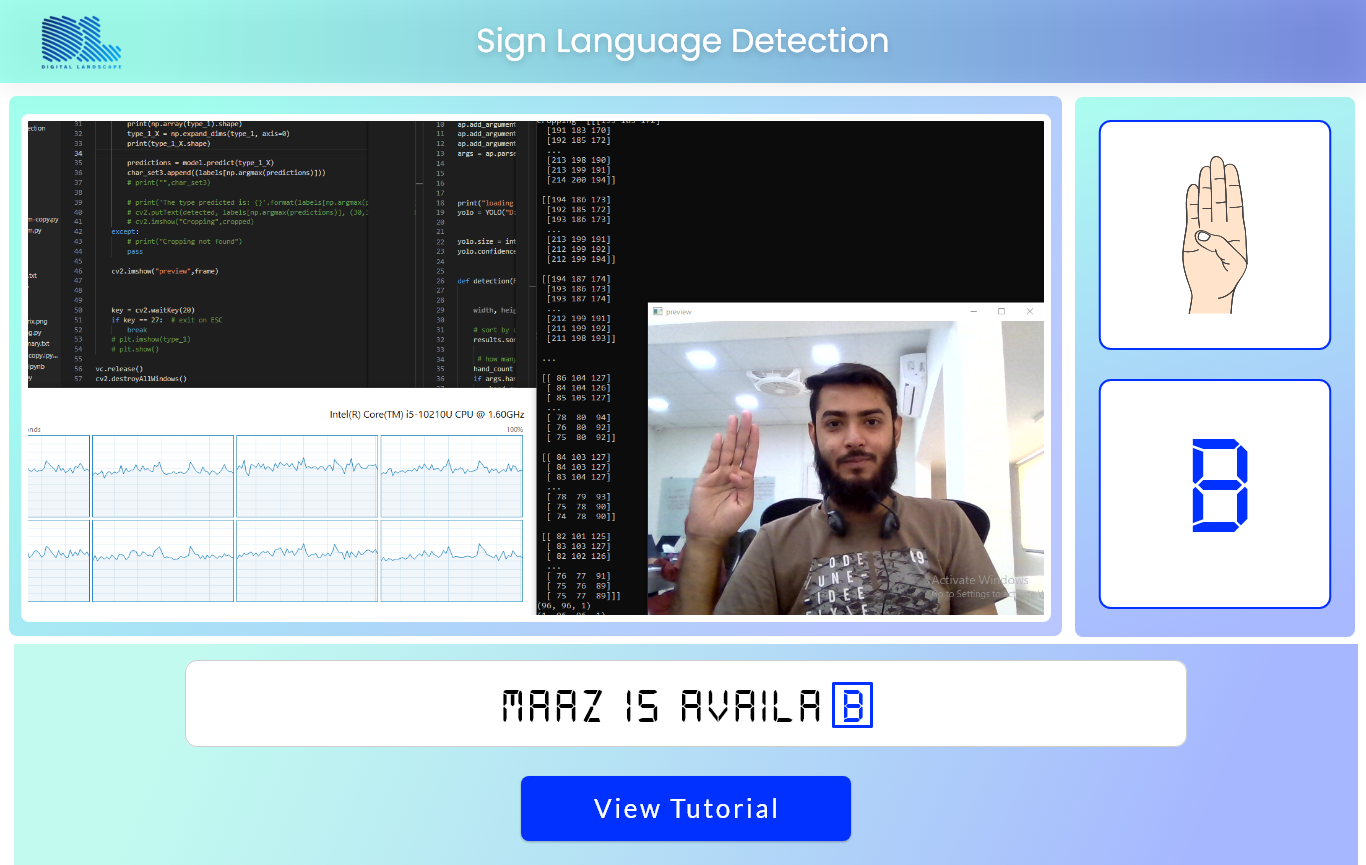 DIGITAL LANDSCAPE
Sign Language Detection
31 print(np.array(type_1).shape)
32 type_1_X = np.expand_dims(type_1, axis=0)
33 print(type_1_X.shape)
34
35 predictions = model.predict(type_1_X)
36 char_set3.append((labels[np.argmax(predictions)]))
37 # print("",char_set3)
38
39 # print('The type predicted is: {}'.format(labels[np.argmax(
40 # cv2.putText(detected, labels[np.argmax(predictions)], (30,
41 # cv2.imshow("Cropping",cropped)
42 except:
43 # print("Cropping not found")
44 pass
45
46 cv2.imshow("preview",frame)
47
48
49
50 key = cv2.waitKey(20)
51 if key == 27: # exit on ESC
52 break
53 # plt.imshow(type_1)
54 # plt.show()
55
56 vc.release()
57 cv2.destroyAllWindows()
ection
m-copy.py
m.py
.txt
rix.png
g.py
mary.txt
copy.py...
ipynb
y
10 ap.add_argument
11 ap.add_argument
12 ap.add_argument
13 args = ap.parse
14
15
16
17
18 print("loading
19 yolo = YOLO("D:
20
21
22 yolo.size = int
23 yolo.confidence
24
25
26 def detection(
27
28
29
30 width, heig
31
32 # sort by
33 results.sor
34
35 # how many
36 hand_count
if args.ha
[191 183 170]
[192 185 172]
...
[213 198 190]
[213 199 191]
[214 200 194]]
[[194 186 173]
[192 185 172]
[193 186 173]
...
[213 199 191]
[212 199 192]
[212 199 194]]
[[194 187 174]
[193 186 173]
[193 187 174]
...
[212 199 191]
[211 199 192]
[211 198 193]]
...
[[ 86 104 127]
[ 84 104 126]
[ 85 105 127]
...
[ 78 80 94]
[ 76 80 92]
[ 75 80 92]]
[[ 84 103 127]
[ 84 103 127]
[ 83 104 127]
...
[ 78 79 93]
[ 75 78 90]
[ 74 78 90]]
[[ 82 101 125]
[ 83 103 127]
[ 82 102 126]
...
[ 76 77 91]
[ 75 76 89]
[ 75 77 89]]]
(96, 96, 1)
Intel(R) Core(TM) i5-10210U CPU @ 1.60GHz
nds 100%
preview
Activate Windows
B
MAAZ IS AVAILA B
View Tutorial